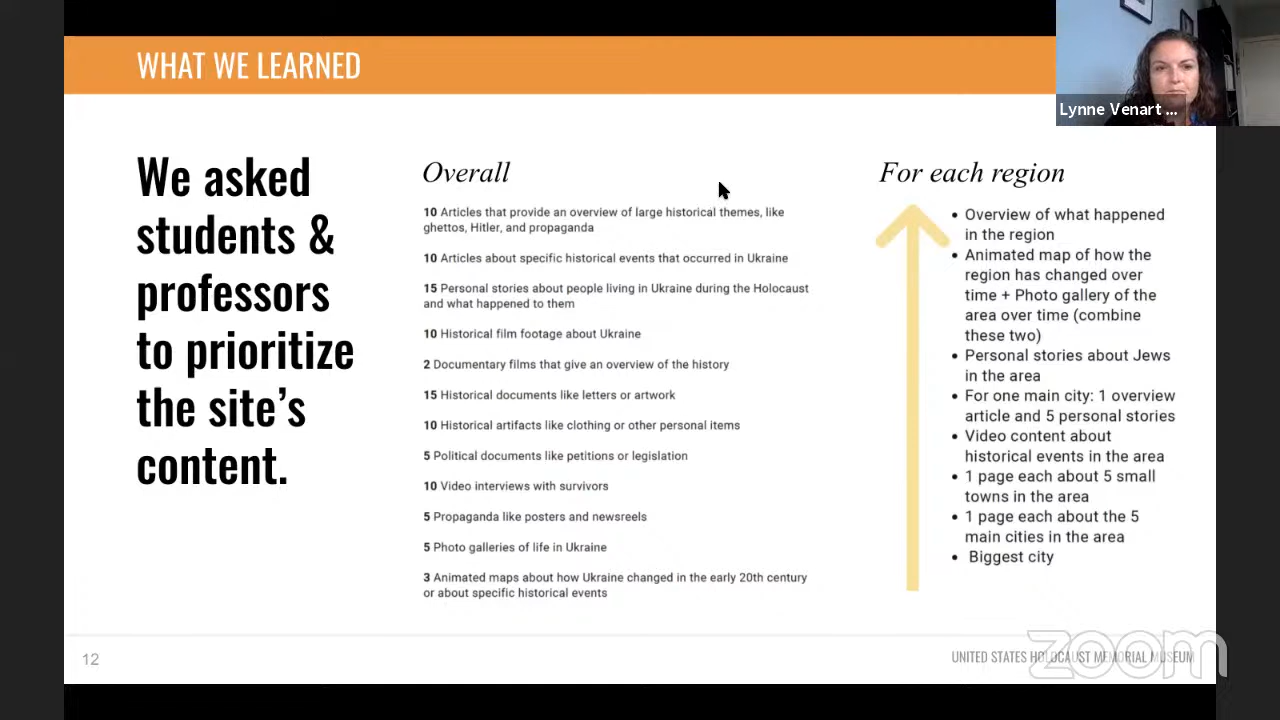 WHAT WE LEARNED
Lynne Venart ...
We asked
students &
professors
to prioritize
the site's
content.
Overall
10 Articles that provide an overview of large historical themes, like
ghettos, Hitler, and propaganda
10 Articles about specific historical events that occurred in Ukraine
15 Personal stories about people living in Ukraine during the Holocaust
and what happened to them
10 Historical film footage about Ukraine
2 Documentary films that give an overview of the history
15 Historical documents like letters or artwork
10 Historical artifacts like clothing or other personal items
5 Political documents like petitions or legislation
10 Video interviews with survivors
5 Propaganda like posters and newsreels
5 Photo galleries of life in Ukraine
3 Animated maps about how Ukraine changed in the early 20th century
or about specific historical events
For each region
• Overview of what happened
in the region
• Animated map of how the
region has changed over
time + Photo gallery of the
area over time (combine
these two)
• Personal stories about Jews
in the area
• For one main city: 1 overview
article and 5 personal stories
• Video content about
historical events in the area
• 1 page each about 5 small
towns in the area
• 1 page each about the 5
main cities in the area
• Biggest city
12
UNITED STATES HOLOCAUST MEMORIAL MUSEUM
zoom